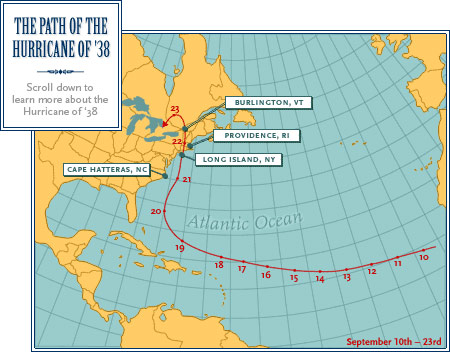 THE PATH OF THE
HURRICANE OF '38
Scroll down to
learn more about the
Hurricane of '38
23
BURLINGTON, VT
22
PROVIDENCE, RI
LONG ISLAND, NY
CAPE HATTERAS, NC
21
20
Atlantic Ocean
19
18
17
16
15
14
13
12
11
10
September 10th – 23rd